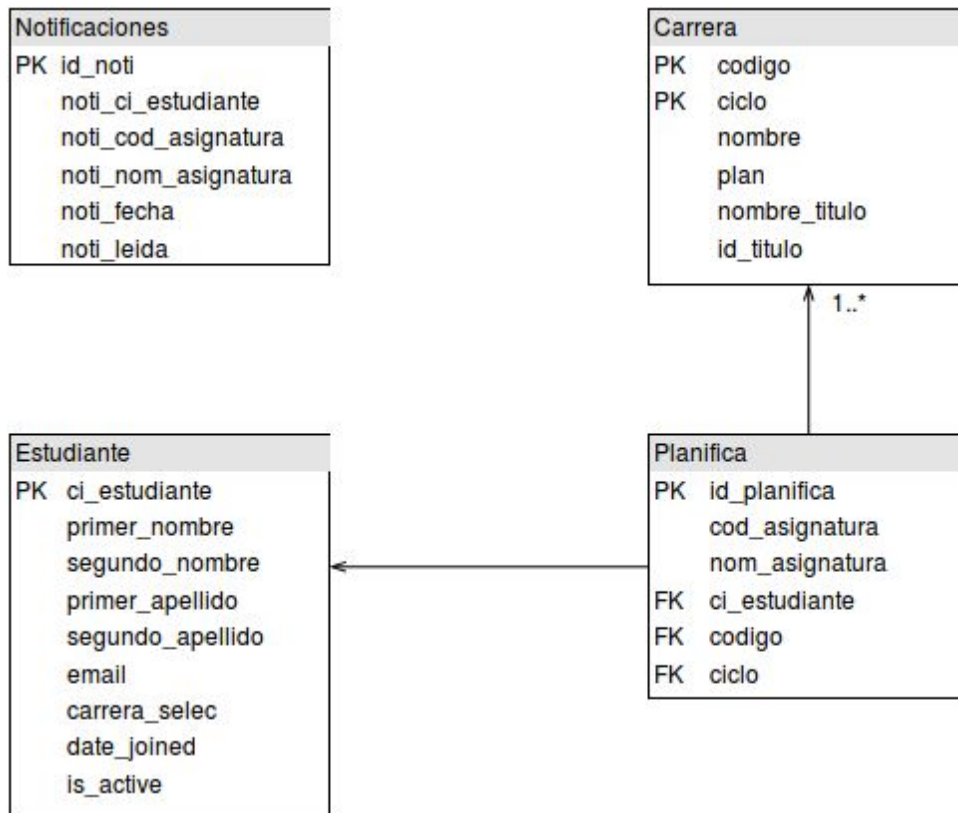 Notificaciones
PK id_noti
noti_ci_estudiante
noti_cod_asignatura
noti_nom_asignatura
noti_fecha
noti_leida
Carrera
PK codigo
PK ciclo
nombre
plan
nombre_titulo
id_titulo
1..*
Estudiante
PK ci_estudiante
primer_nombre
segundo_nombre
primer_apellido
segundo_apellido
email
carrera_selec
date_joined
is_active
Planifica
PK id_planifica
cod_asignatura
nom_asignatura
FK ci_estudiante
FK codigo
FK ciclo